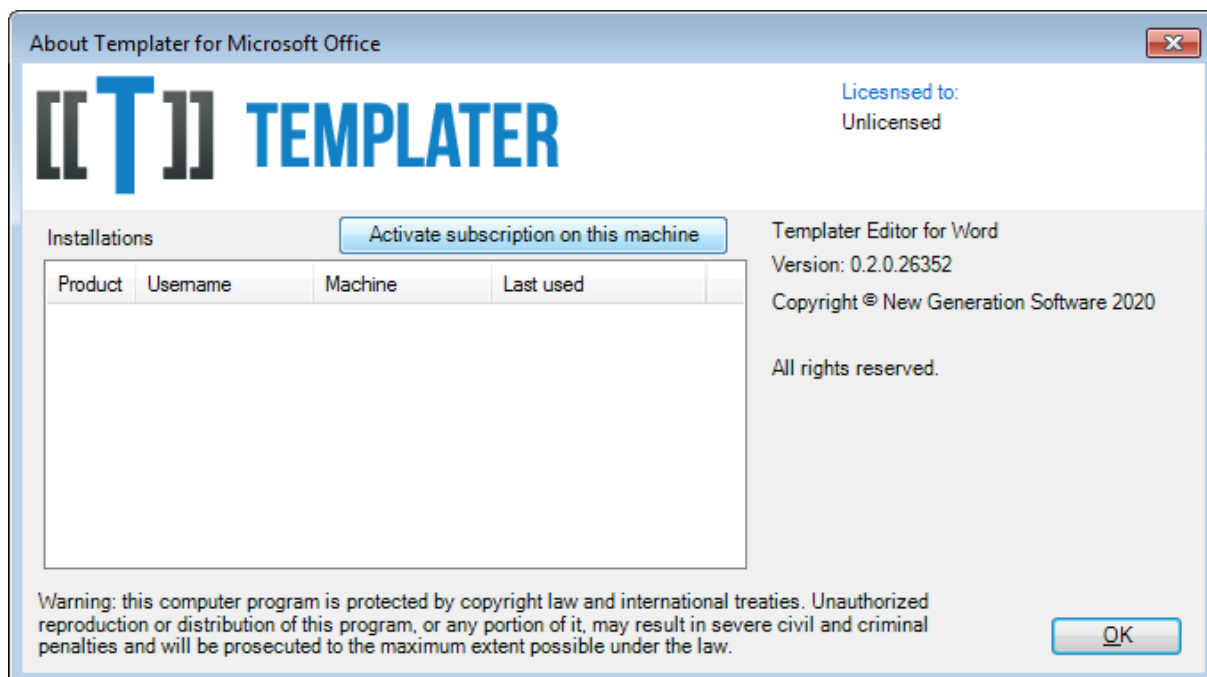 About Templater for Microsoft Office
[[T]] TEMPLATER
Licesnsed to:
Unlicensed
Installations
Activate subscription on this machine
Product Username Machine Last used
Templater Editor for Word
Version: 0.2.0.26352
Copyright © New Generation Software 2020
All rights reserved.
Warning: this computer program is protected by copyright law and international treaties. Unauthorized
reproduction or distribution of this program, or any portion of it, may result in severe civil and criminal
penalties and will be prosecuted to the maximum extent possible under the law.
OK